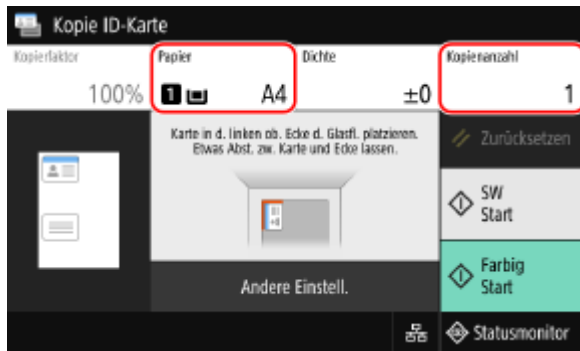 Kopie ID-Karte
Kopierfaktor
100%
Papier
1 A4
Dichte
±0
Kopienanzahl
1
Karte in d. linken ob. Ecke d. Glasfl. platzieren.
Etwas Abst. zw. Karte und Ecke lassen.
Zurücksetzen
SW
Start
Farbig
Start
Andere Einstell.
Statusmonitor